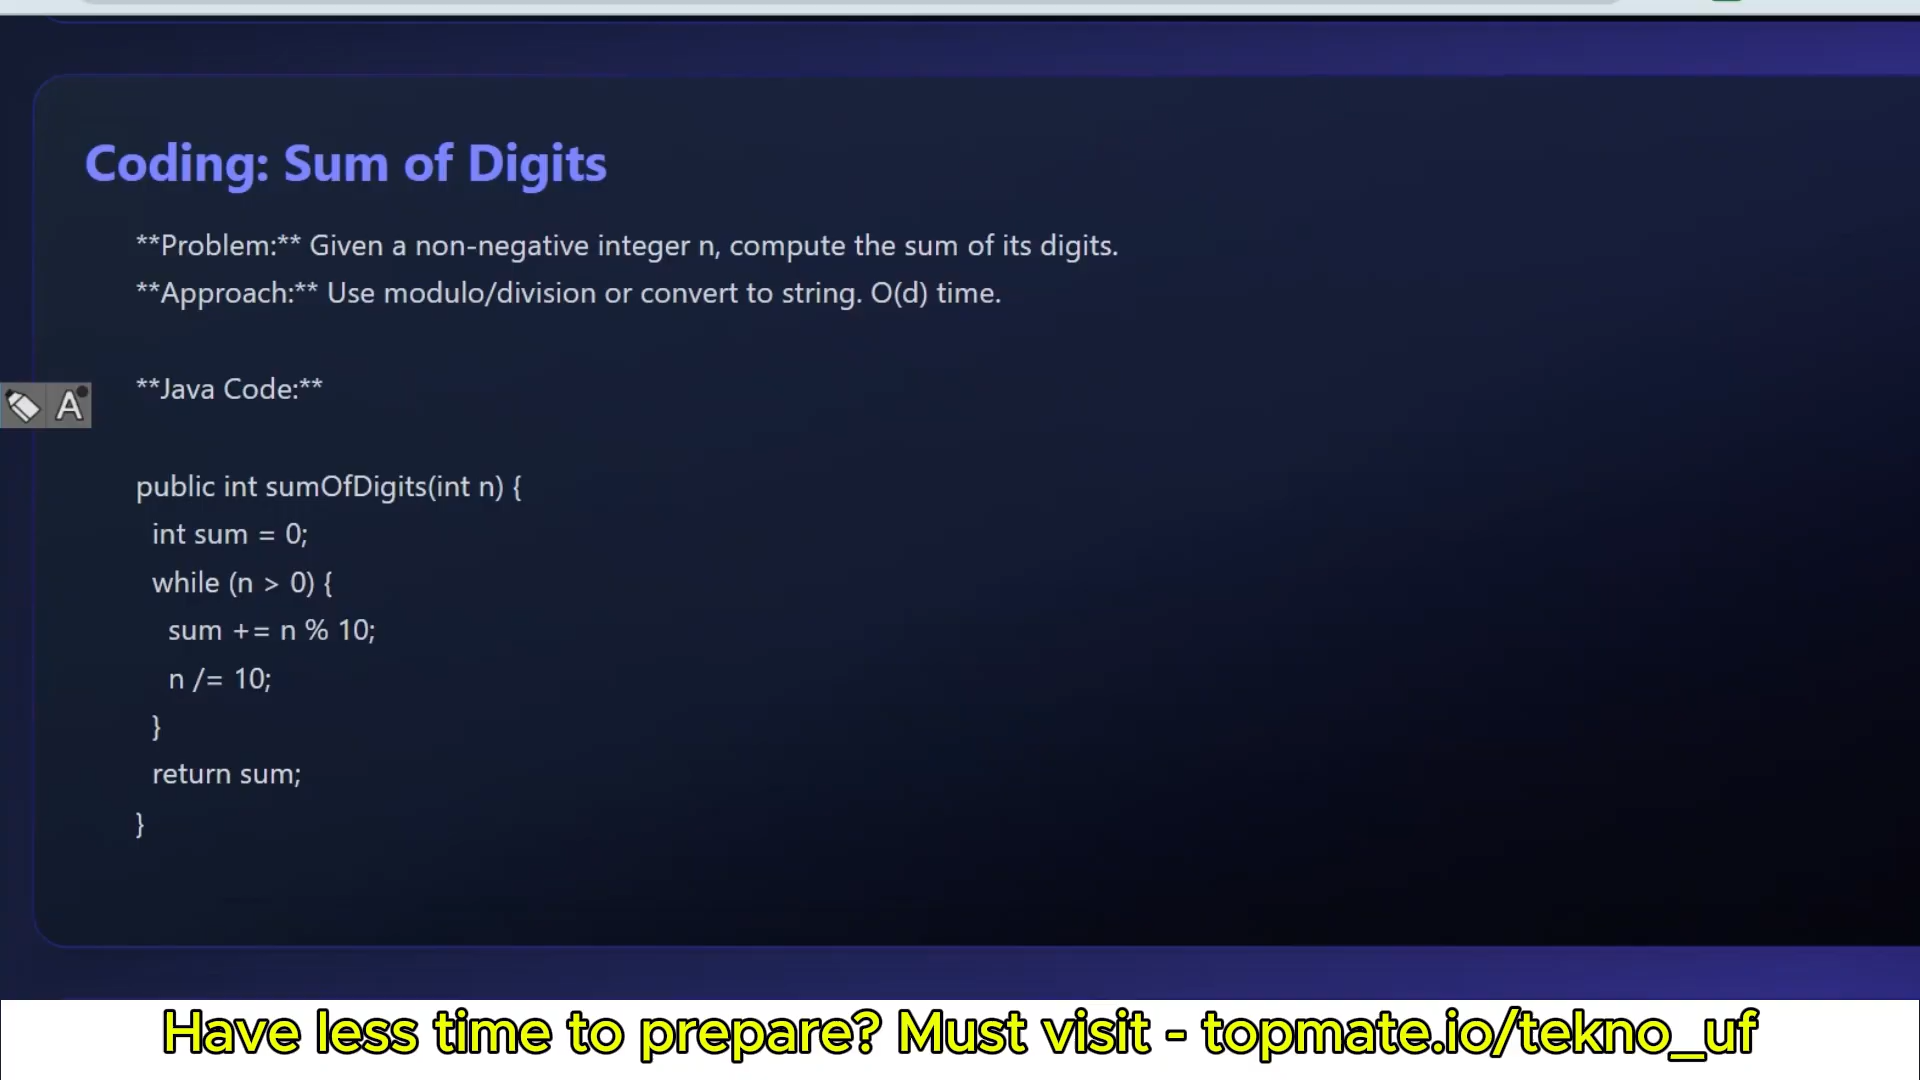 Coding: Sum of Digits
**Problem:** Given a non-negative integer n, compute the sum of its digits.
**Approach:** Use modulo/division or convert to string. O(d) time.
**Java Code:**
A
public int sumOfDigits(int n) {
int sum = 0;
while (n > 0) {
sum += n % 10;
n /= 10;
}
return sum;
}
Have less time to prepare? Must visit - topmate.io/tekno_uf